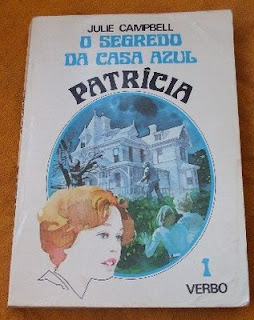 JULIE CAMPBELL
O SEGREDO
DA CASA AZUL
PATRÍCIA
1
VERBO